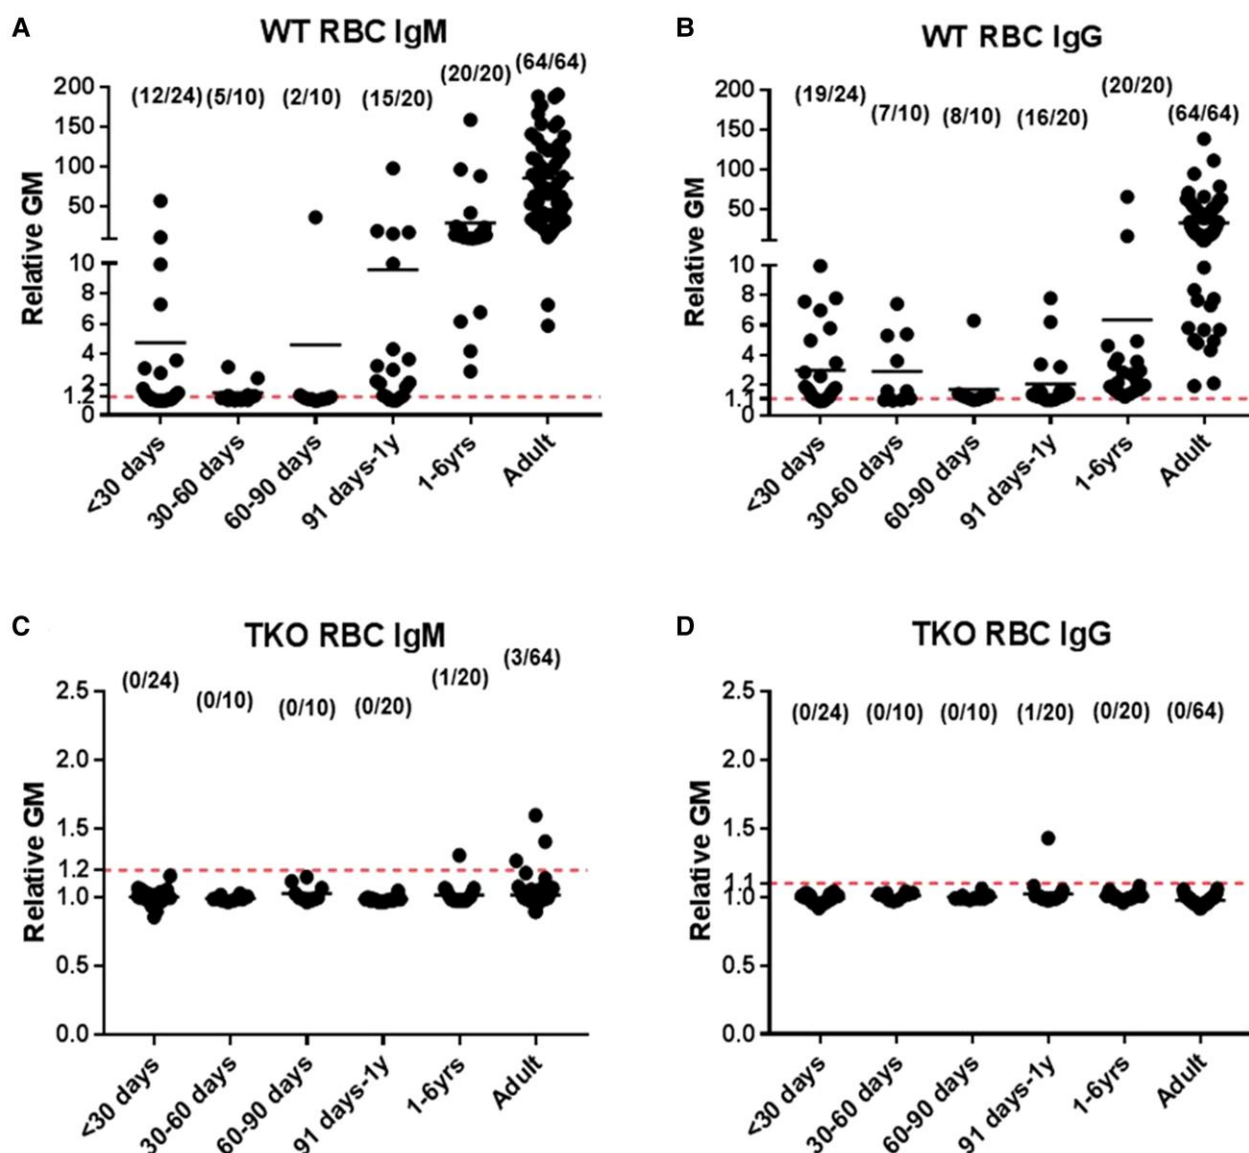 A
WT RBC IgM
(12/24) (5/10) (2/10) (15/20) (20/20) (64/64)
Relative GM
200
150
100
50
10
8
6
4
2
1.2
0
<30 days
30-60 days
60-90 days
91 days-1y
1-6yrs
Adult
B
WT RBC IgG
(19/24) (7/10) (8/10) (16/20) (20/20) (64/64)
Relative GM
200
150
100
50
10
8
6
4
2
1.1
0
<30 days
30-60 days
60-90 days
91 days-1y
1-6yrs
Adult
C
TKO RBC IgM
(0/24) (0/10) (0/10) (0/20) (1/20) (3/64)
Relative GM
2.5
2.0
1.5
1.2
1.0
0.5
0.0
<30 days
30-60 days
60-90 days
91 days-1y
1-6yrs
Adult
D
TKO RBC IgG
(0/24) (0/10) (0/10) (1/20) (0/20) (0/64)
Relative GM
2.5
2.0
1.5
1.1
1.0
0.5
0.0
<30 days
30-60 days
60-90 days
91 days-1y
1-6yrs
Adult